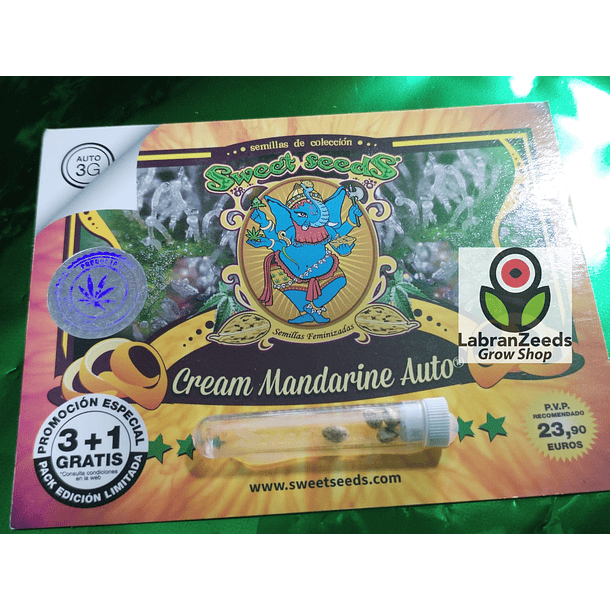 AUTO
3G
semillas de colección
Sweet SeedS®
Semillas Feminizadas
LabranZeeds
Grow Shop
Cream Mandarine Auto®
PROMOCIÓN ESPECIAL
3+1
GRATIS
*Consulta condiciones
en la web
PACK EDICIÓN LIMITADA
P.V.P.
RECOMENDADO
23,90
EUROS
www.sweetseeds.com